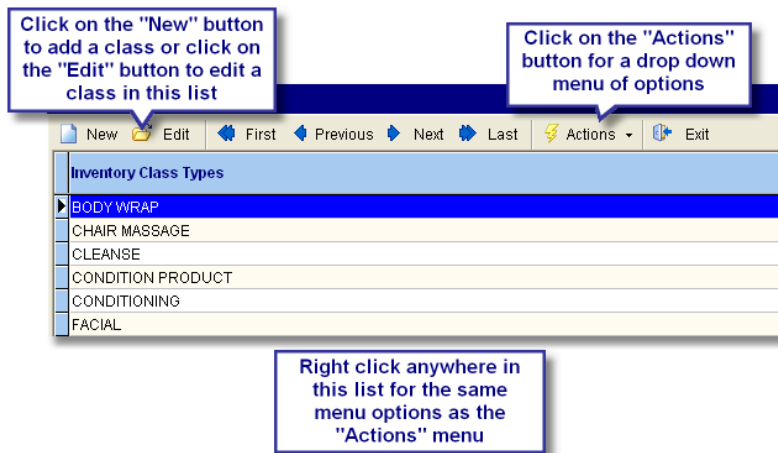 Click on the "New" button
to add a class or click on
the "Edit" button to edit a
class in this list
Click on the "Actions"
button for a drop down
menu of options
New Edit First Previous Next Last Actions Exit
Inventory Class Types
BODY WRAP
CHAIR MASSAGE
CLEANSE
CONDITION PRODUCT
CONDITIONING
FACIAL
Right click anywhere in
this list for the same
menu options as the
"Actions" menu